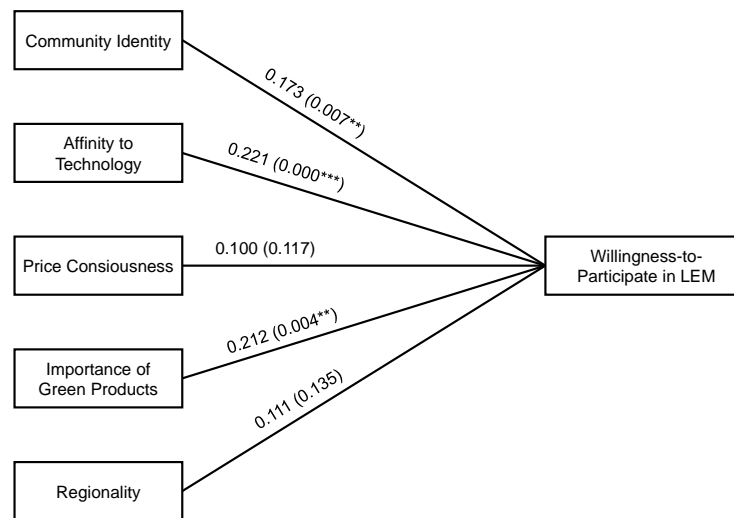 Community Identity
0.173 (0.007**)
Affinity to
Technology
0.221 (0.000***)
Price Consiousness
0.100 (0.117)
Willingness-to-
Participate in LEM
Importance of
Green Products
0.212 (0.004**)
0.111 (0.135)
Regionality